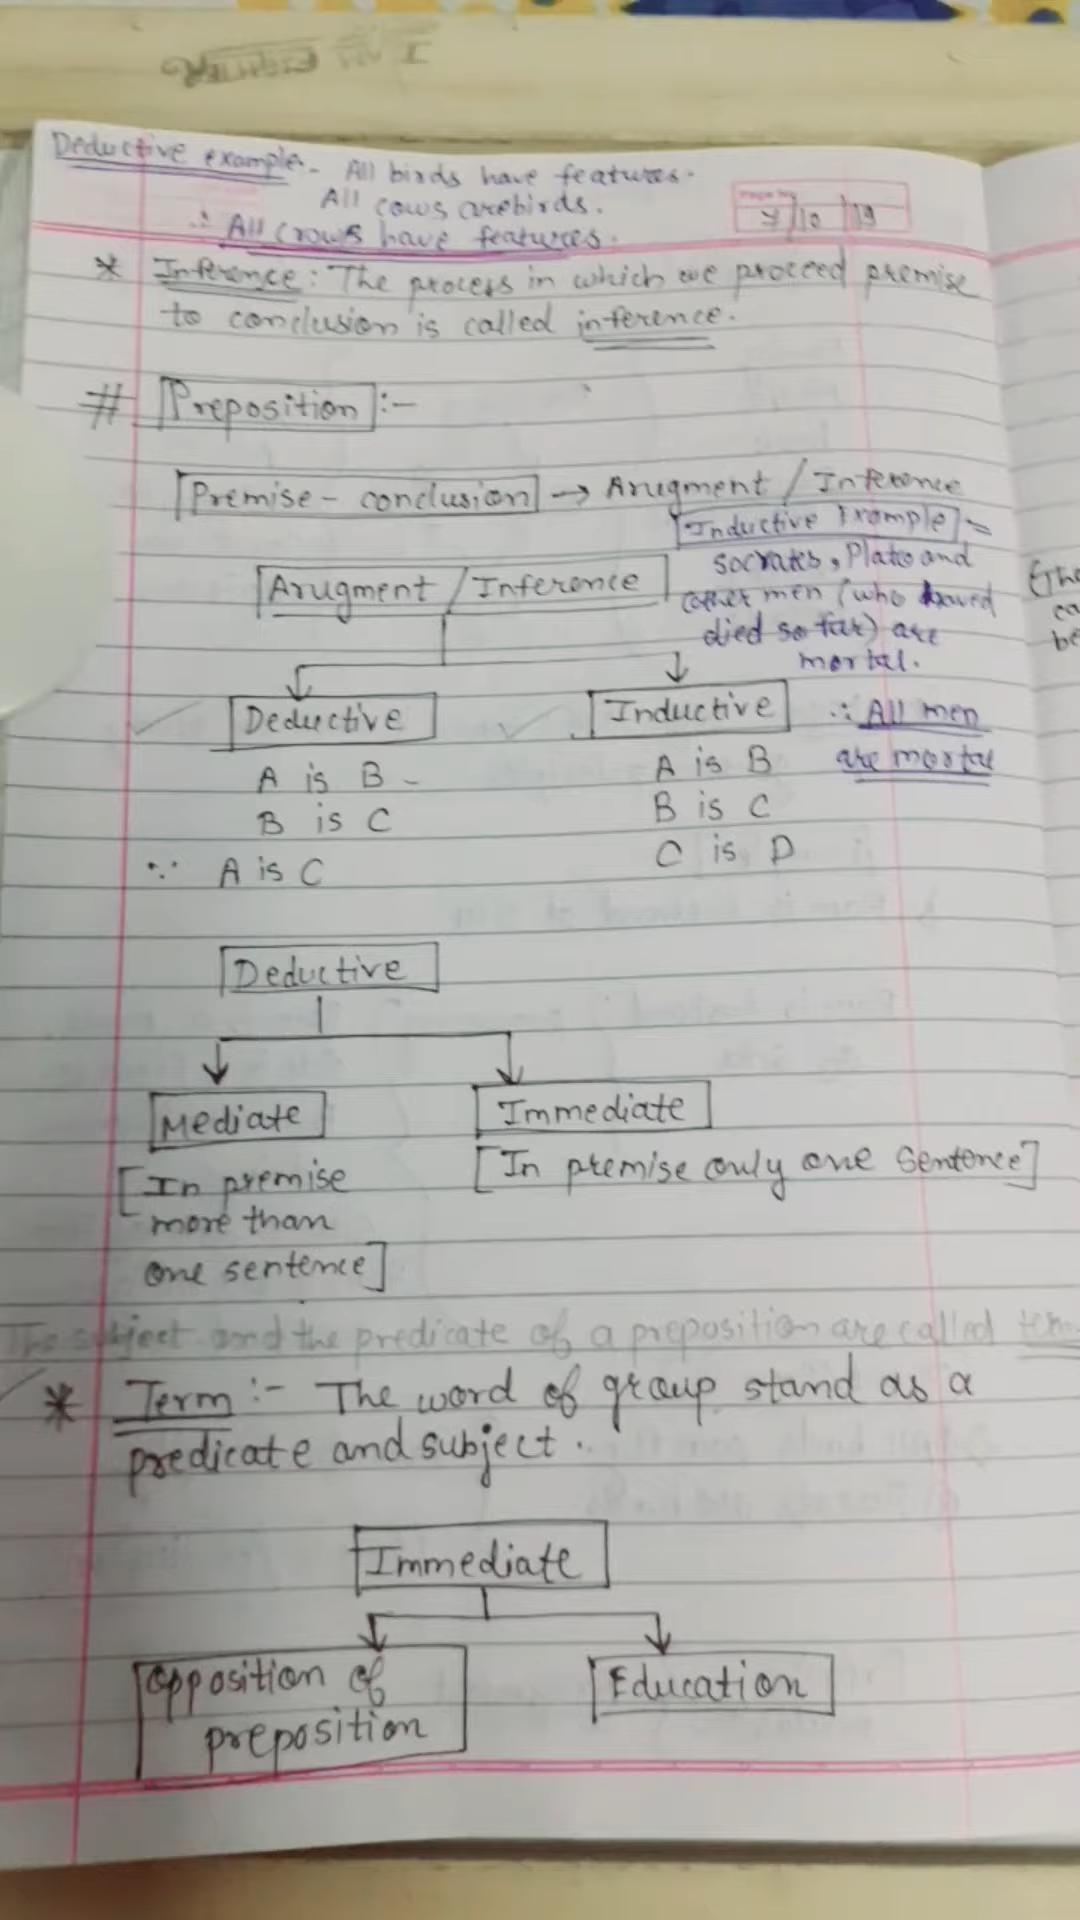 Deductive example:- All birds have features.
All cows are birds.
∴ All crows have features.
7 10 19
* Inference : The process in which we proceed premise
to conclusion is called inference.
# Preposition :-
Premise - conclusion → Arugment / Inference
Inductive Example :-
socrates, Plato and
other men (who haved
died so far) are
mortal.
∴ All men
are mortal
Arugment / Inference
Deductive Inductive
A is B - A is B
B is C B is C
∵ A is C C is D
Deductive
Mediate Immediate
[In premise [In premise only one sentence]
more than
one sentence]
The subject and the predicate of a preposition are called
* Term :- The word of group stand as a
predicate and subject.
Immediate
Opposition of Education
preposition